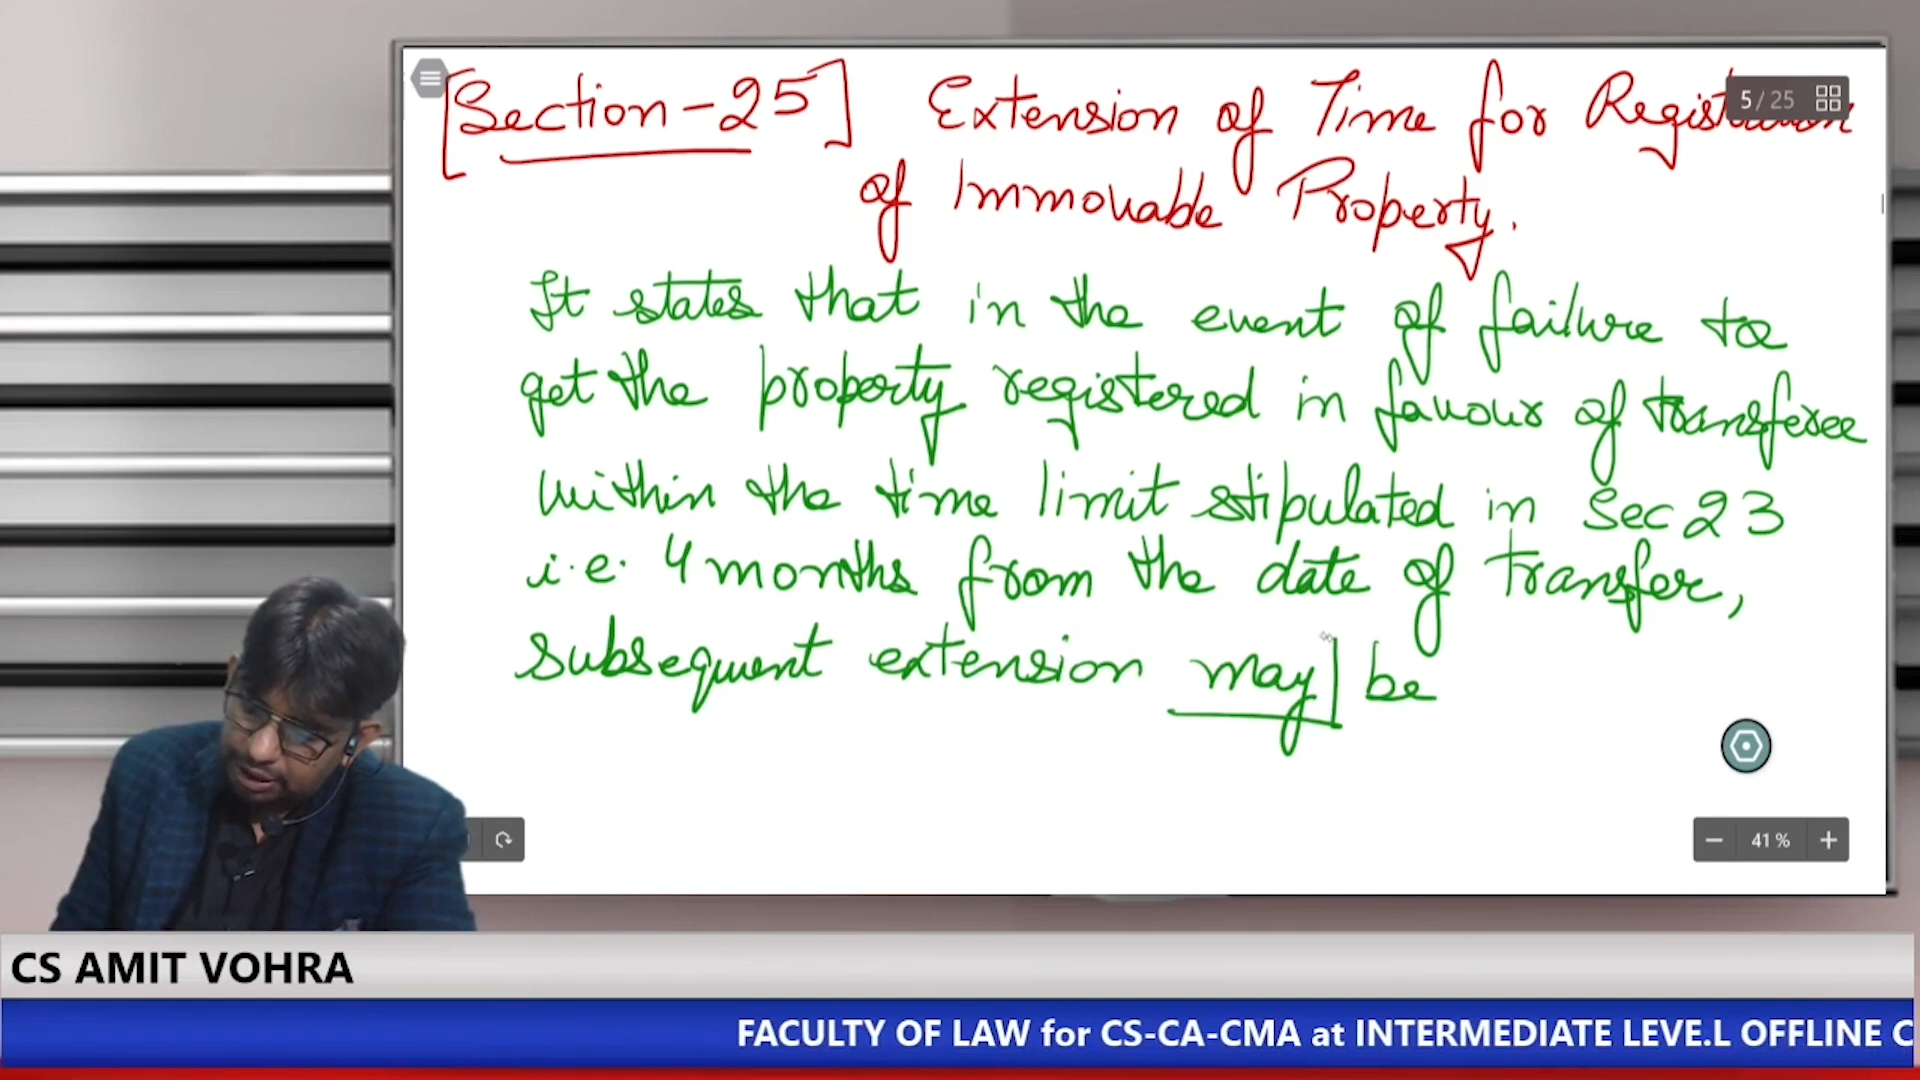 [Section-25] Extension of Time for Registration
5 / 25
of Immovable Property.
It states that in the event of failure to
get the property registered in favour of transferee
within the time limit stipulated in Sec 23
i.e. 4 months from the date of transfer,
subsequent extension may be
41 %
CS AMIT VOHRA
FACULTY OF LAW for CS-CA-CMA at INTERMEDIATE LEVE.L OFFLINE C